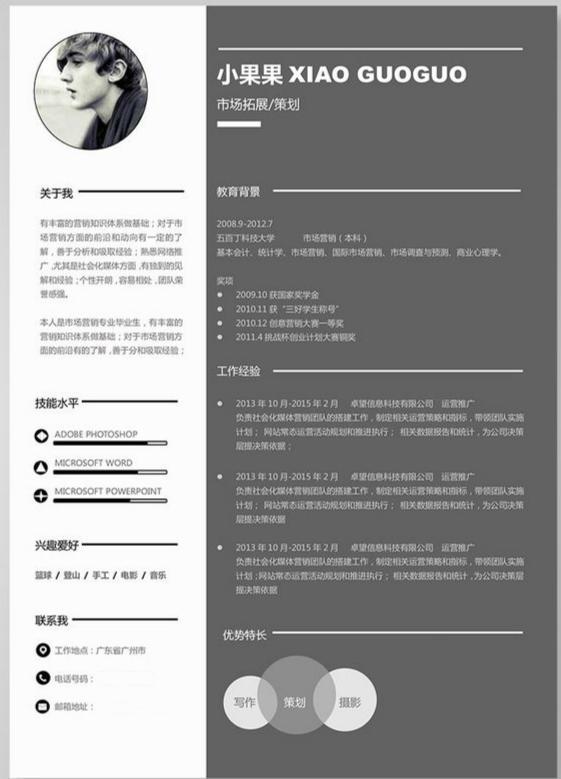 小果果 XIAO GUOGUO
市场拓展/策划
关于我
有丰富的营销知识体系做基础；对于市
场营销方面的前沿和动向有一定的了
解，善于分析和吸取经验；熟悉网络推
广，尤其是社会化媒体方面，有独到的见
解和经验；个性开朗，容易相处，团队荣
誉感强。
本人是市场营销专业毕业生，有丰富的
营销知识体系做基础；对于市场营销方
面的前沿有的了解，善于分和吸取经验；
技能水平
ADOBE PHOTOSHOP
MICROSOFT WORD
MICROSOFT POWERPOINT
兴趣爱好
篮球 / 登山 / 手工 / 电影 / 音乐
联系我
工作地点：广东省广州市
电话号码：
邮箱地址：
教育背景
2008.9-2012.7
五百丁科技大学 市场营销（本科）
基本会计、统计学、市场营销、国际市场营销、市场调查与预测、商业心理学。
奖项
2009.10 获国家奖学金
2010.11 获“三好学生称号”
2010.12 创意营销大赛一等奖
2011.4 挑战杯创业计划大赛铜奖
工作经验
2013 年 10 月-2015 年 2 月 卓望信息科技有限公司 运营推广
负责社会化媒体营销团队的搭建工作，制定相关运营策略和指标，带领团队实施
计划； 网站常态运营活动规划和推进执行； 相关数据报告和统计，为公司决策
层提决策依据；
2013 年 10 月-2015 年 2 月 卓望信息科技有限公司 运营推广
负责社会化媒体营销团队的搭建工作，制定相关运营策略和指标，带领团队实施
计划； 网站常态运营活动规划和推进执行； 相关数据报告和统计，为公司决策
层提决策依据
2013 年 10 月-2015 年 2 月 卓望信息科技有限公司 运营推广
负责社会化媒体营销团队的搭建工作，制定相关运营策略和指标，带领团队实施
计划；网站常态运营活动规划和推进执行； 相关数据报告和统计，为公司决策层
提决策依据
优势特长
写作
策划
摄影